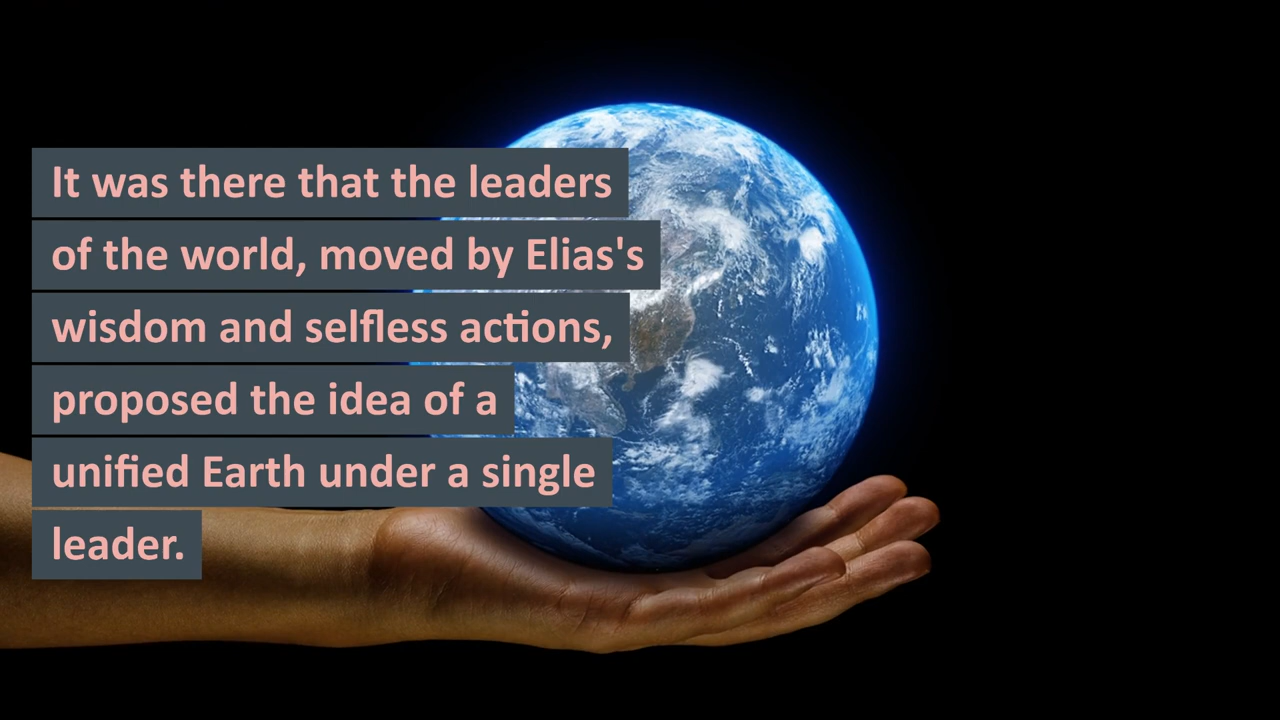 It was there that the leaders
of the world, moved by Elias's
wisdom and selfless actions,
proposed the idea of a
unified Earth under a single
leader.